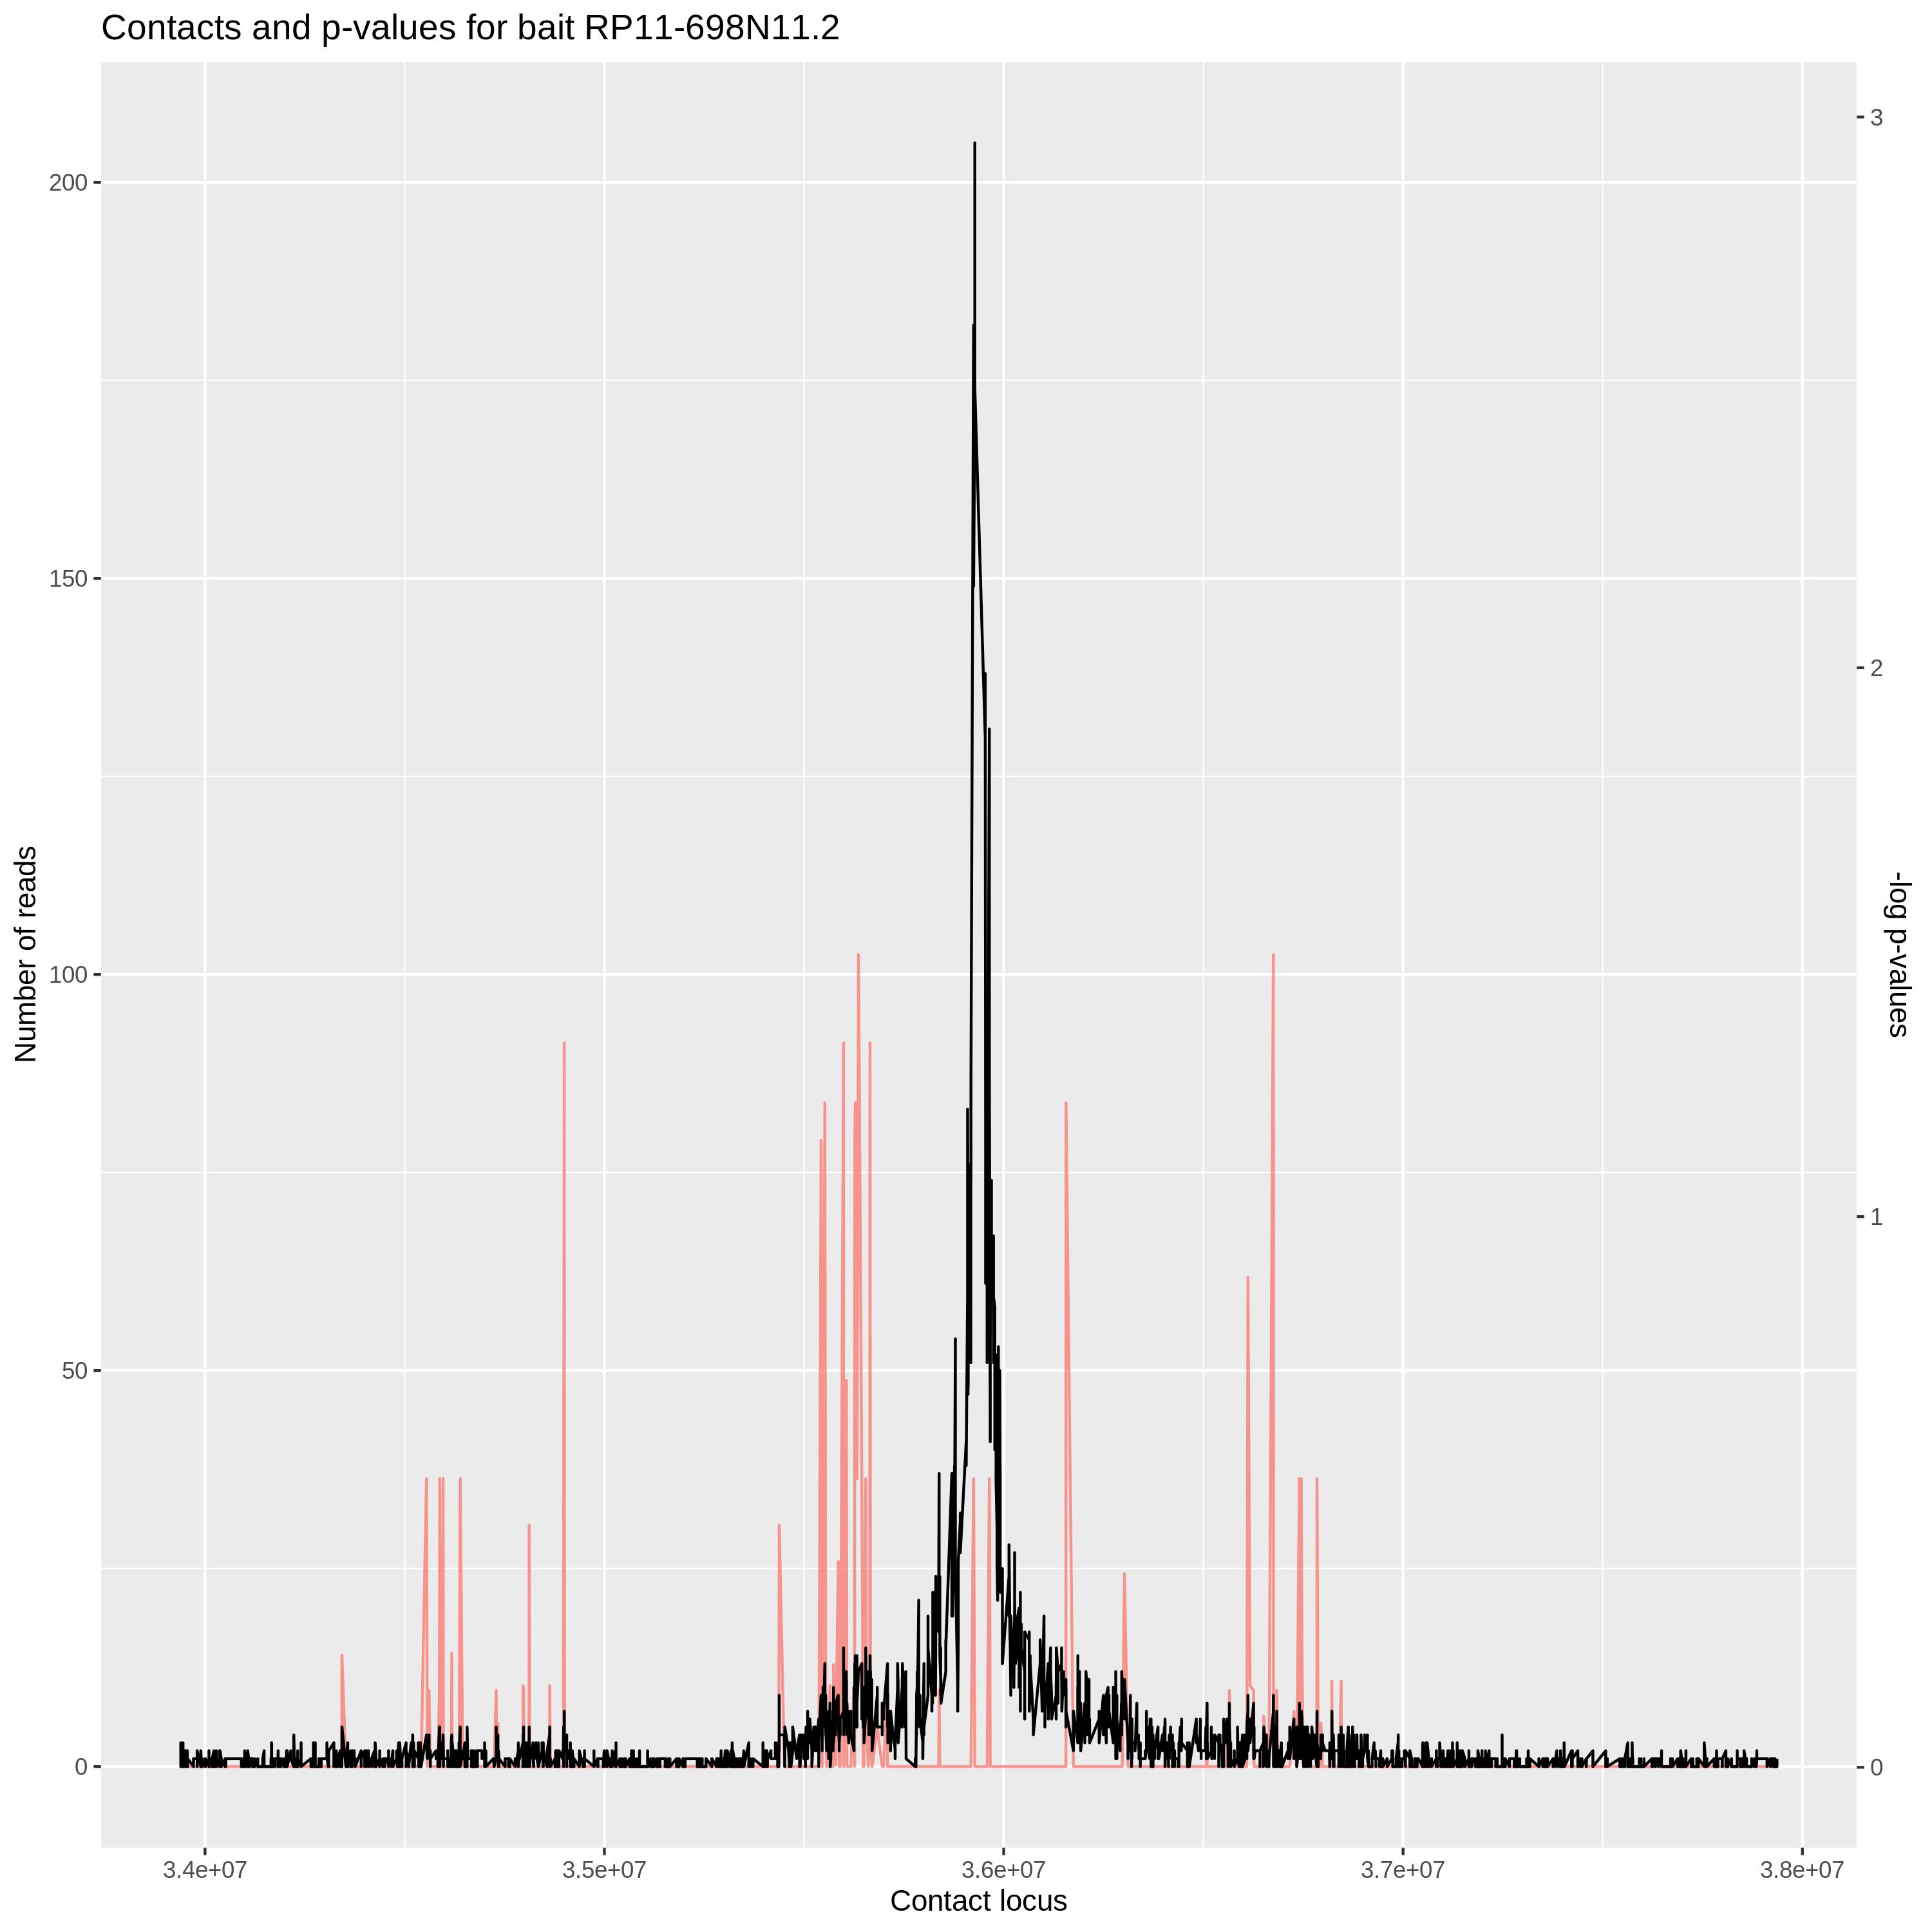 Contacts and p-values for bait RP11-698N11.2
200
150
100
50
0
Number of reads
3
2
1
0
-log p-values
3.4e+07
3.5e+07
3.6e+07
3.7e+07
3.8e+07
Contact locus